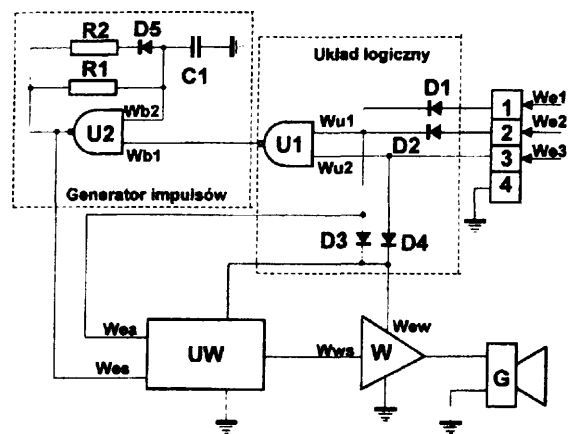 R2
D5
R1
C1
Wb2
U2
Wb1
Generator impulsów
Układ logiczny
D1
Wu1
U1
Wu2
D2
1
2
3
4
We1
We2
We3
D3
D4
Wea
Wes
UW
Wws
Wew
W
G